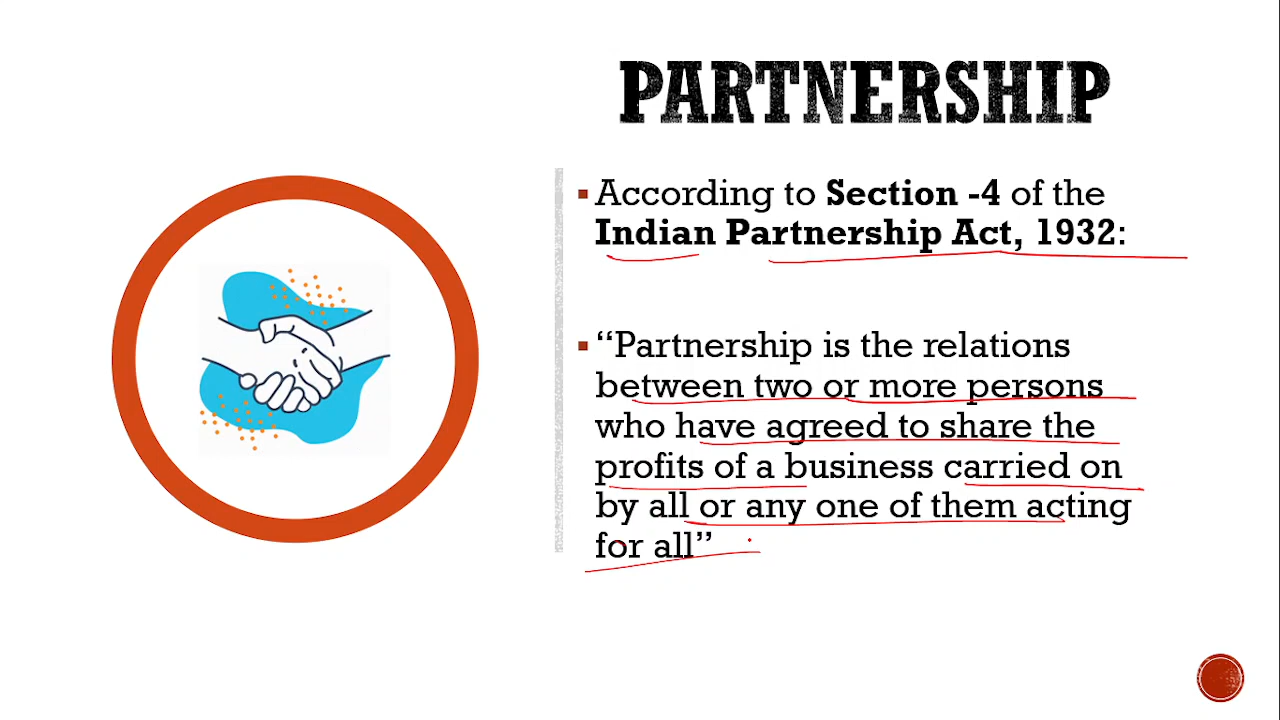 PARTNERSHIP
According to Section -4 of the
Indian Partnership Act, 1932:
“Partnership is the relations
between two or more persons
who have agreed to share the
profits of a business carried on
by all or any one of them acting
for all”